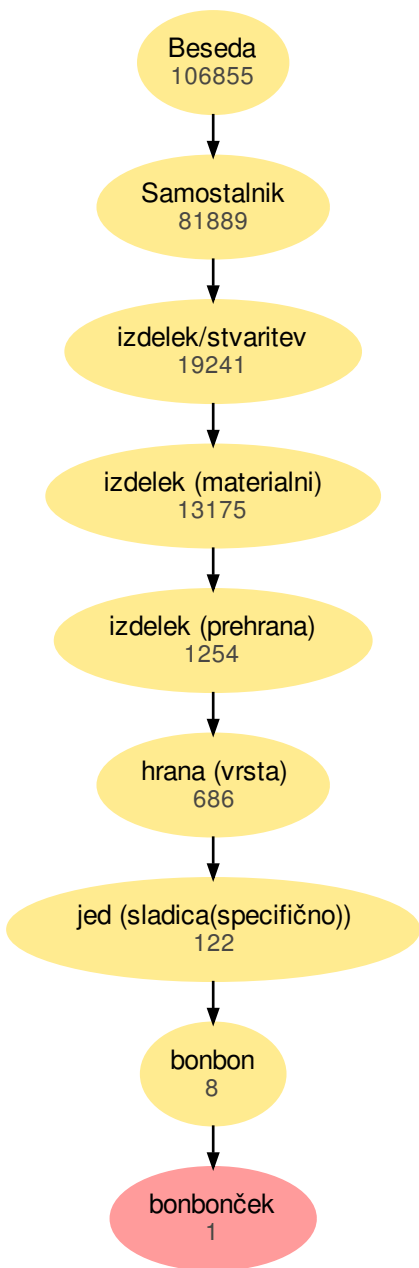 Beseda
106855
Samostalnik
81889
izdelek/stvaritev
19241
izdelek (materialni)
13175
izdelek (prehrana)
1254
hrana (vrsta)
686
jed (sladica(specifično))
122
bonbon
8
bonbonček
1